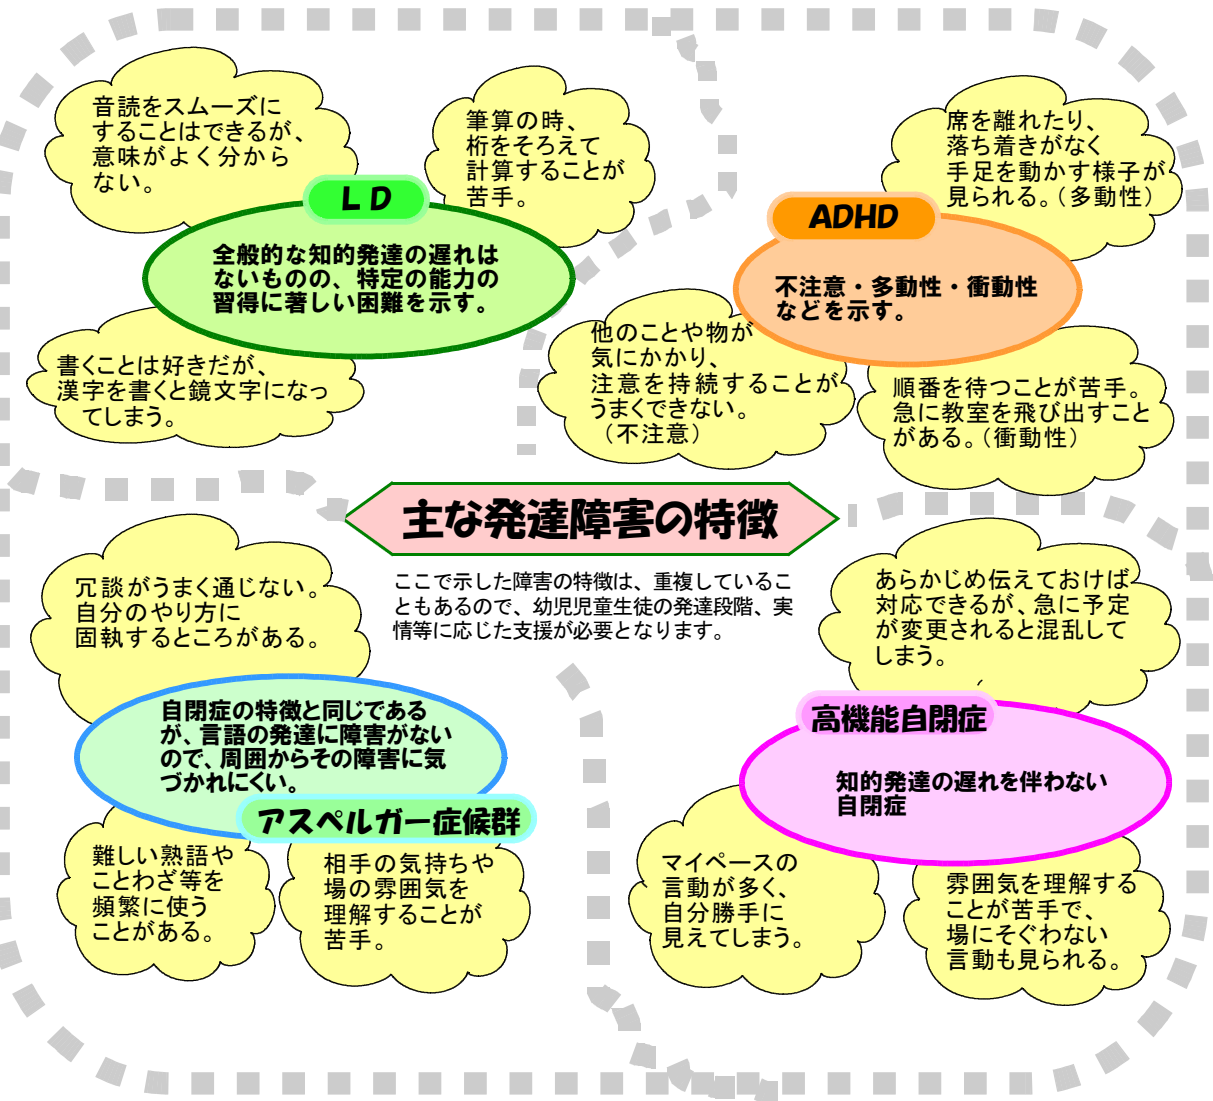 音読をスムーズに
することはできるが、
意味がよく分から
ない。
筆算の時、
桁をそろえて
計算することが
苦手。
LD
全般的な知的発達の遅れは
ないものの、特定の能力の
習得に著しい困難を示す。
書くことは好きだが、
漢字を書くと鏡文字になっ
てしまう。
席を離れたり、
落ち着きがなく
手足を動かす様子が
見られる。(多動性)
ADHD
不注意・多動性・衝動性
などを示す。
他のことや物が
気にかかり、
注意を持続することが
うまくできない。
(不注意)
順番を待つことが苦手。
急に教室を飛び出すこと
がある。(衝動性)
主な発達障害の特徴
ここで示した障害の特徴は、重複しているこ
ともあるので、幼児児童生徒の発達段階、実
情等に応じた支援が必要となります。
冗談がうまく通じない。
自分のやり方に
固執するところがある。
自閉症の特徴と同じである
が、言語の発達に障害がない
ので、周囲からその障害に気
づかれにくい。
アスペルガー症候群
難しい熟語や
ことわざ等を
頻繁に使う
ことがある。
相手の気持ちや
場の雰囲気を
理解することが
苦手。
あらかじめ伝えておけば
対応できるが、急に予定
が変更されると混乱して
しまう。
高機能自閉症
知的発達の遅れを伴わない
自閉症
マイペースの
言動が多く、
自分勝手に
見えてしまう。
雰囲気を理解する
ことが苦手で、
場にそぐわない
言動も見られる。